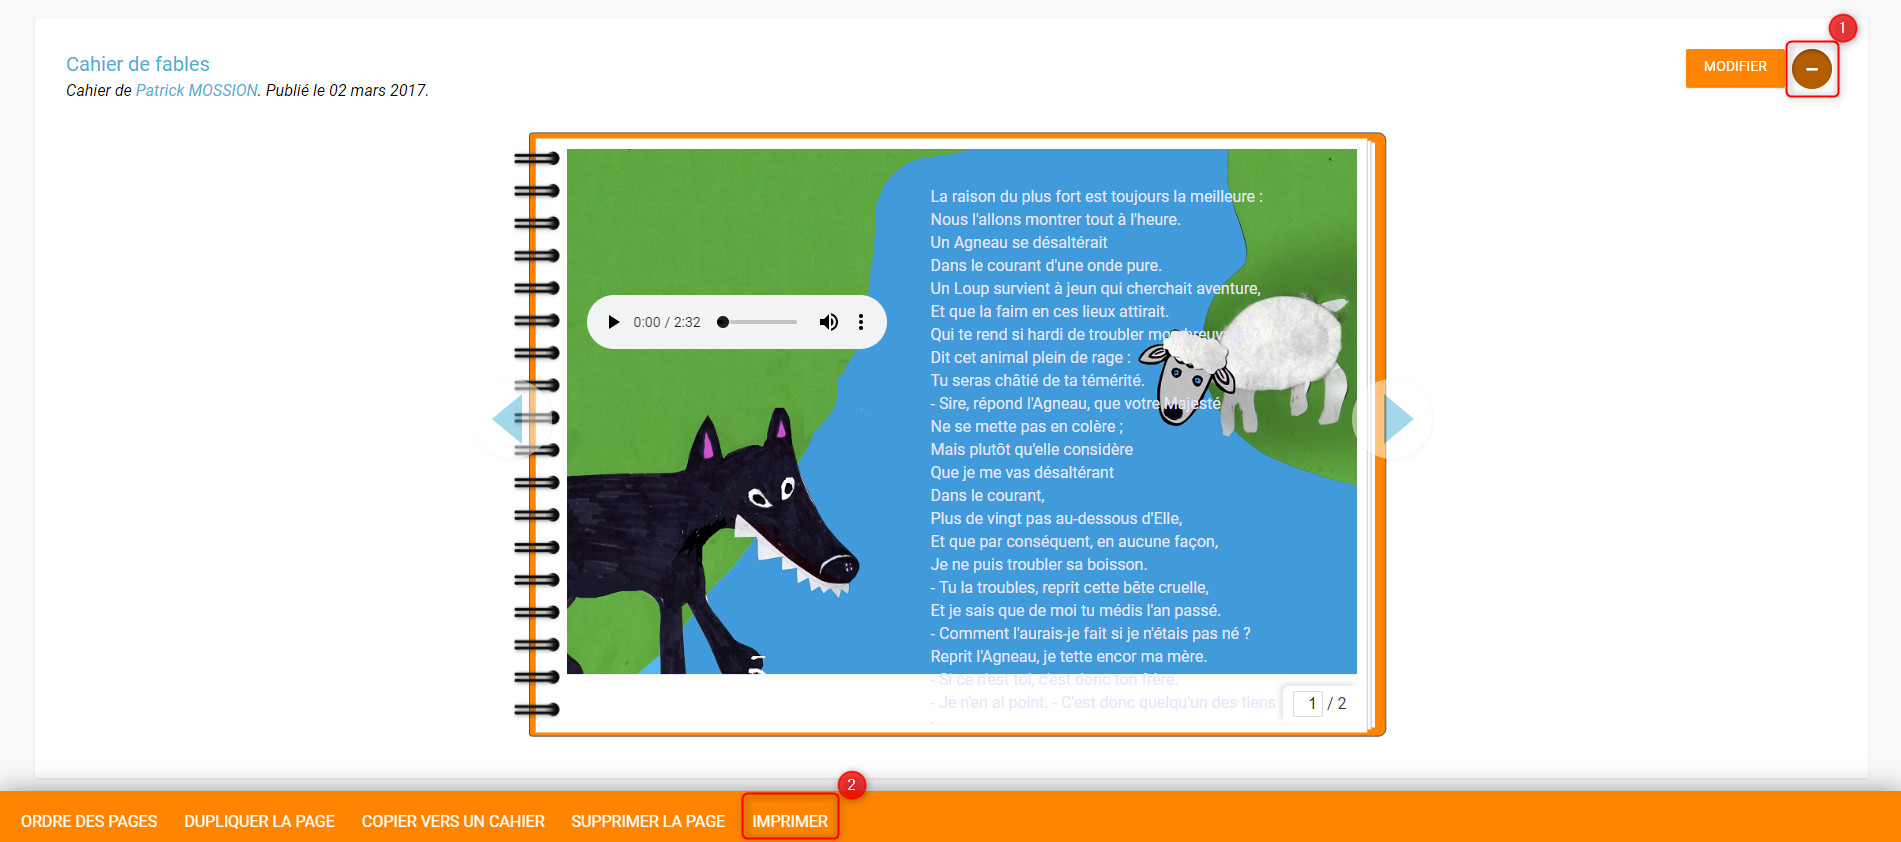 1
Cahier de fables
MODIFIER
Cahier de Patrick MOSSION. Publié le 02 mars 2017.
La raison du plus fort est toujours la meilleure :
Nous l'allons montrer tout à l'heure.
Un Agneau se désaltérait
Dans le courant d'une onde pure.
Un Loup survient à jeun qui cherchait aventure,
Et que la faim en ces lieux attirait.
Qui te rend si hardi de troubler mon
Dit cet animal plein de rage :
Tu seras châtié de ta témérité.
- Sire, répond l'Agneau, que votre Majesté
Ne se mette pas en colère ;
Mais plutôt qu'elle considère
Que je me vas désaltérant
Dans le courant,
Plus de vingt pas au-dessous d'Elle,
Et que par conséquent, en aucune façon,
Je ne puis troubler sa boisson.
- Tu la troubles, reprit cette bête cruelle,
Et je sais que de moi tu médis l'an passé.
- Comment l'aurais-je fait si je n'étais pas né ?
Reprit l'Agneau, je tette encor ma mère.
- Si ce n'est toi, c'est donc ton frère.
- Je n'en ai point. - C'est donc quelqu'un des tiens
-
0:00 / 2:32
1 / 2
2
ORDRE DES PAGES DUPLIQUER LA PAGE COPIER VERS UN CAHIER SUPPRIMER LA PAGE IMPRIMER